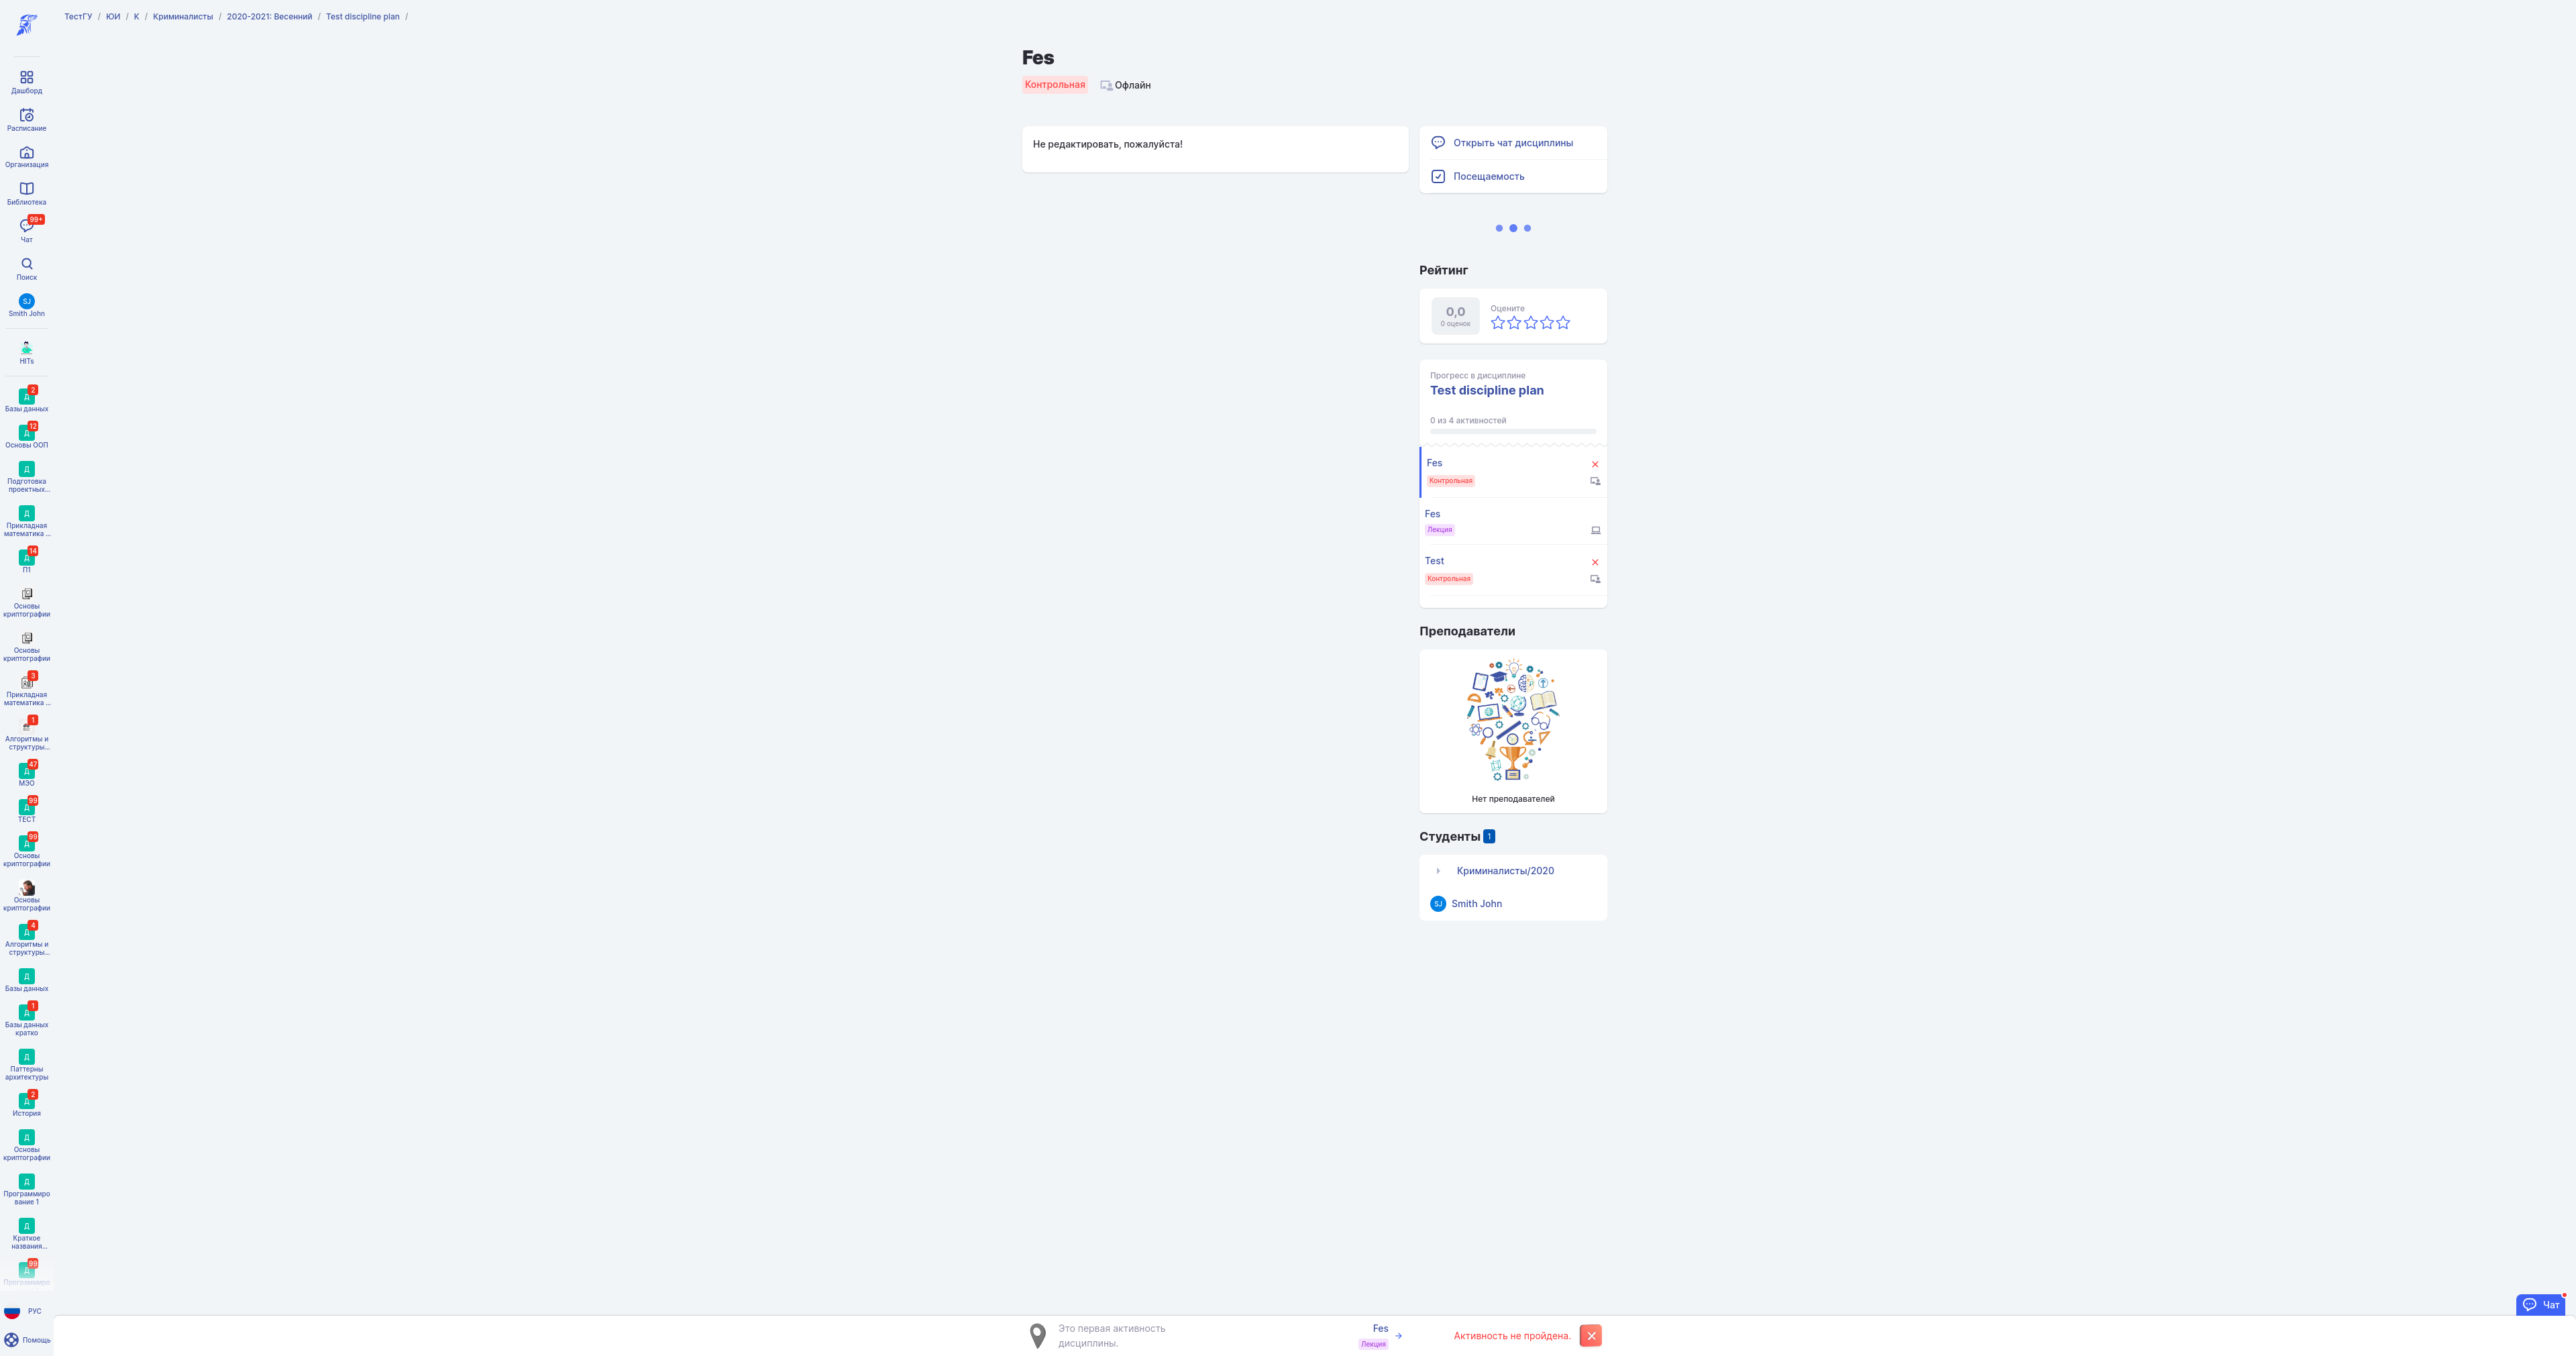 ТестГУ / ЮИ / К / Криминалисты / 2020-2021: Весенний / Test discipline plan /
Дашборд
Расписание
Организация
Библиотека
99+
Чат
Поиск
SJ
Smith John
HITs
2
Д
Базы данных
12
Д
Основы ООП
Д
Подготовка
проектных...
Д
Прикладная
математика ...
14
Д
П1
Основы
криптографии
Основы
криптографии
3
Прикладная
математика ...
1
Алгоритмы и
структуры...
47
Д
МЭО
99
Д
ТЕСТ
99
Д
Основы
криптографии
Основы
криптографии
4
Д
Алгоритмы и
структуры...
Д
Базы данных
1
Д
Базы данных
кратко
Д
Паттерны
архитектуры
2
Д
История
Д
Основы
криптографии
Д
Программиро
вание 1
Д
Краткое
названия...
99
Д
Программиро
РУС
Помощь
Fes
Контрольная
Офлайн
Не редактировать, пожалуйста!
Открыть чат дисциплины
Посещаемость
Рейтинг
0,0
0 оценок
Оцените
Прогресс в дисциплине
Test discipline plan
0 из 4 активностей
Fes
Контрольная
Fes
Лекция
Test
Контрольная
Преподаватели
Нет преподавателей
Студенты 1
Криминалисты/2020
SJ Smith John
Чат
Это первая активность
дисциплины.
Fes
Лекция
Активность не пройдена.